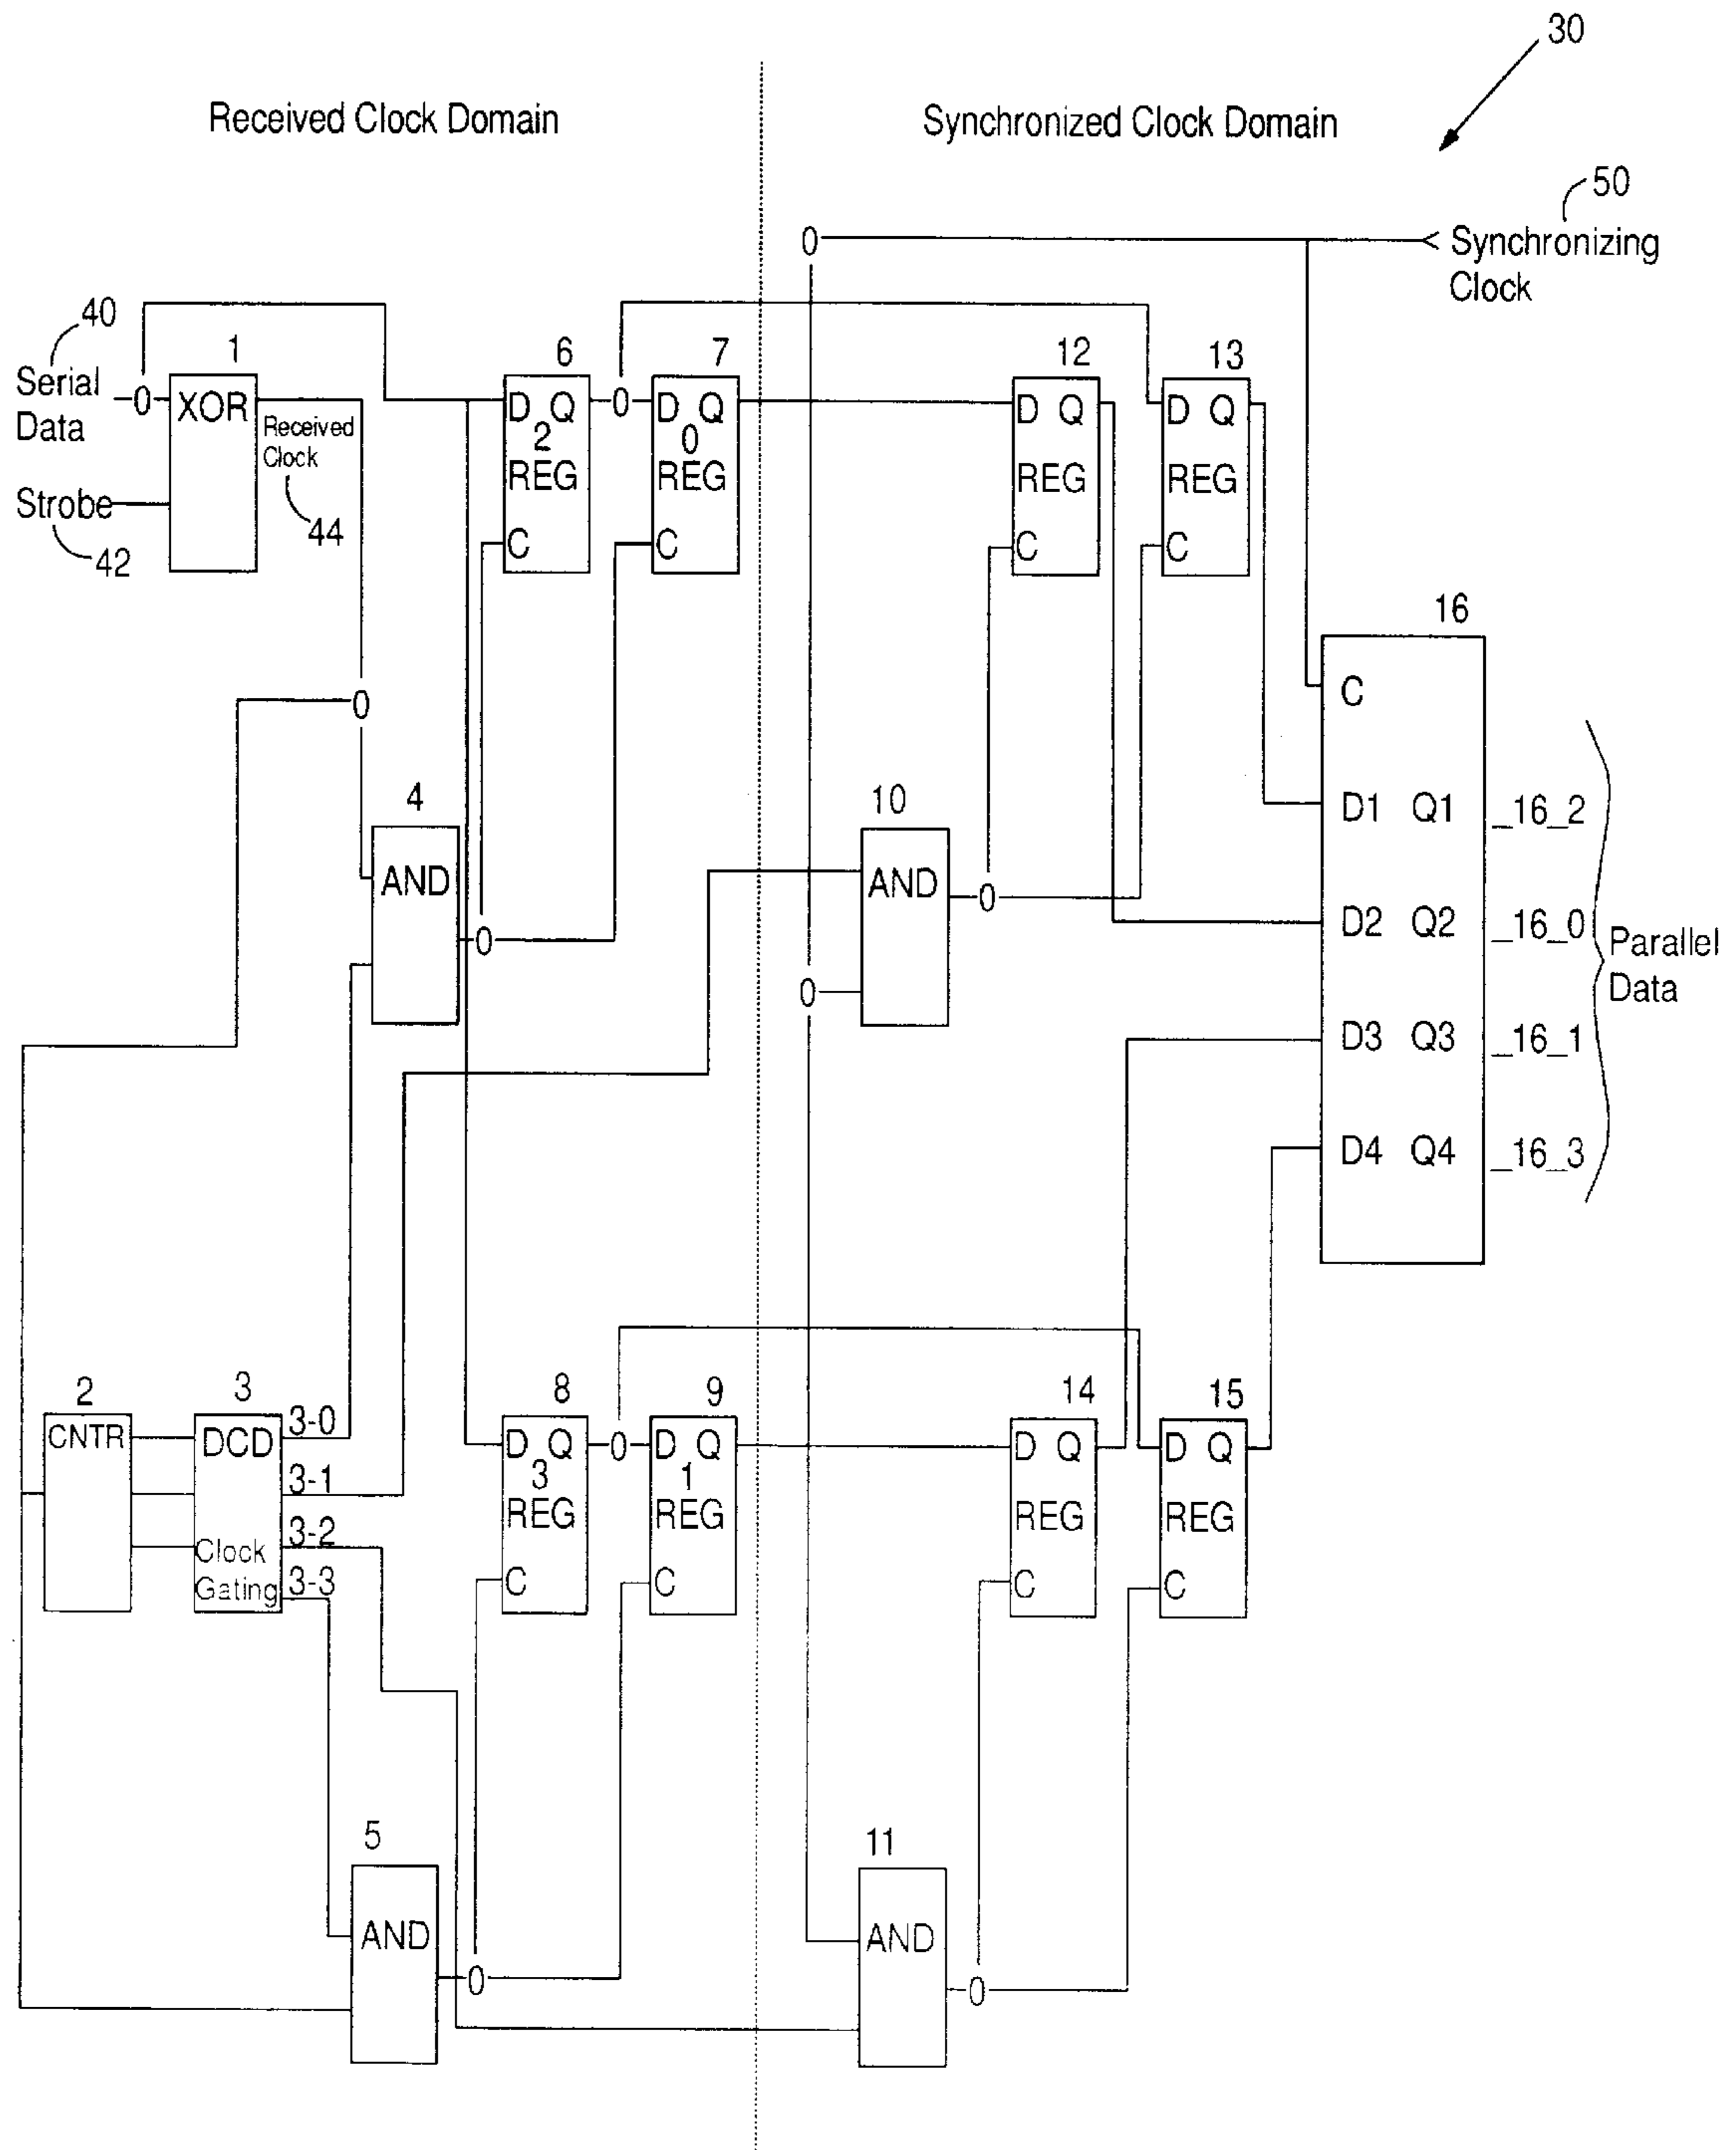 30
Received Clock Domain
Synchronized Clock Domain
50
0
Synchronizing
Clock
40
Serial
Data
0
1
XOR
Received
Clock
44
Strobe
42
6
D Q
2
REG
C
0
7
D Q
0
REG
C
12
D Q
REG
C
13
D Q
REG
C
0
4
AND
0
10
AND
0
0
16
C
D1 Q1 _16_2
D2 Q2 _16_0
D3 Q3 _16_1
D4 Q4 _16_3
Parallel
Data
2
CNTR
3
DCD
Clock
Gating
3-0
3-1
3-2
3-3
8
D Q
3
REG
C
0
9
D Q
1
REG
C
14
D Q
REG
C
15
D Q
REG
C
5
AND
0
11
AND
0